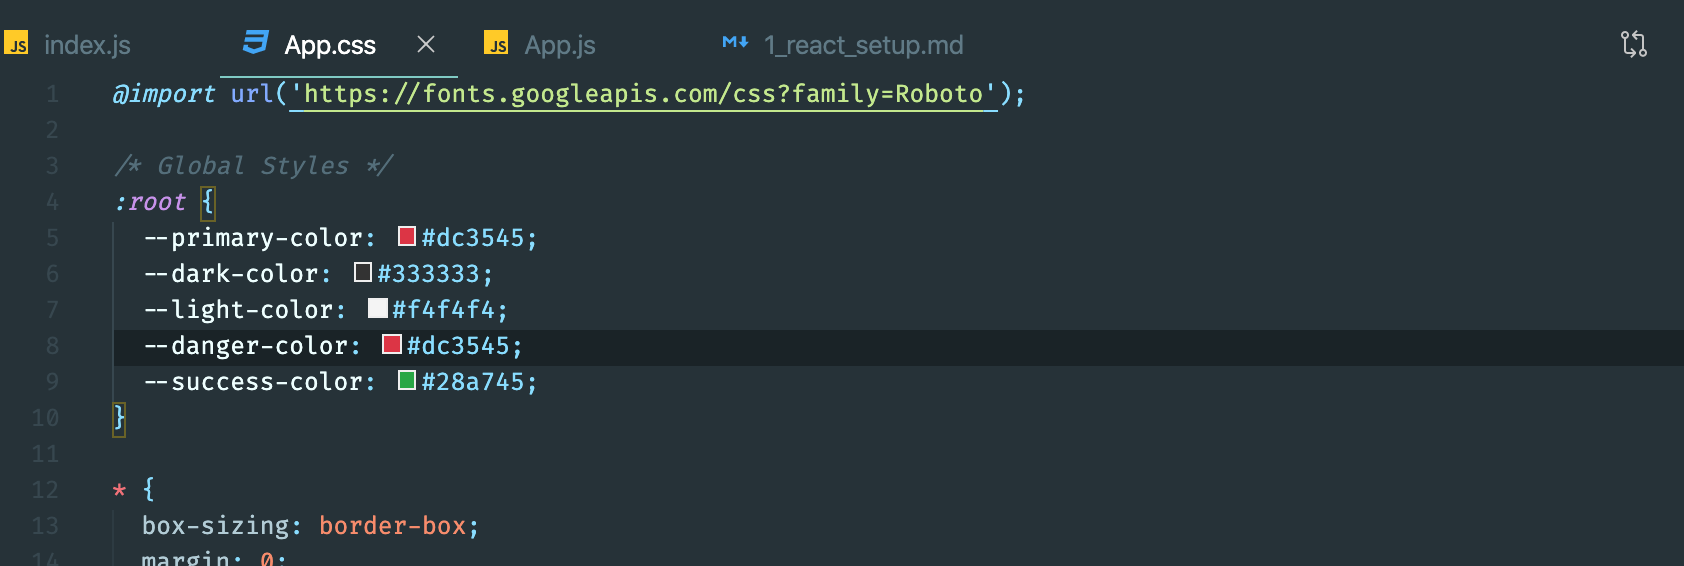 JS index.js App.css JS App.js M 1_react_setup.md
1 @import url('https://fonts.googleapis.com/css?family=Roboto');
2
3 /* Global Styles */
4 :root {
5 --primary-color: #dc3545;
6 --dark-color: #333333;
7 --light-color: #f4f4f4;
8 --danger-color: #dc3545;
9 --success-color: #28a745;
10 }
11
12 * {
13 box-sizing: border-box;
14 margin: 0;